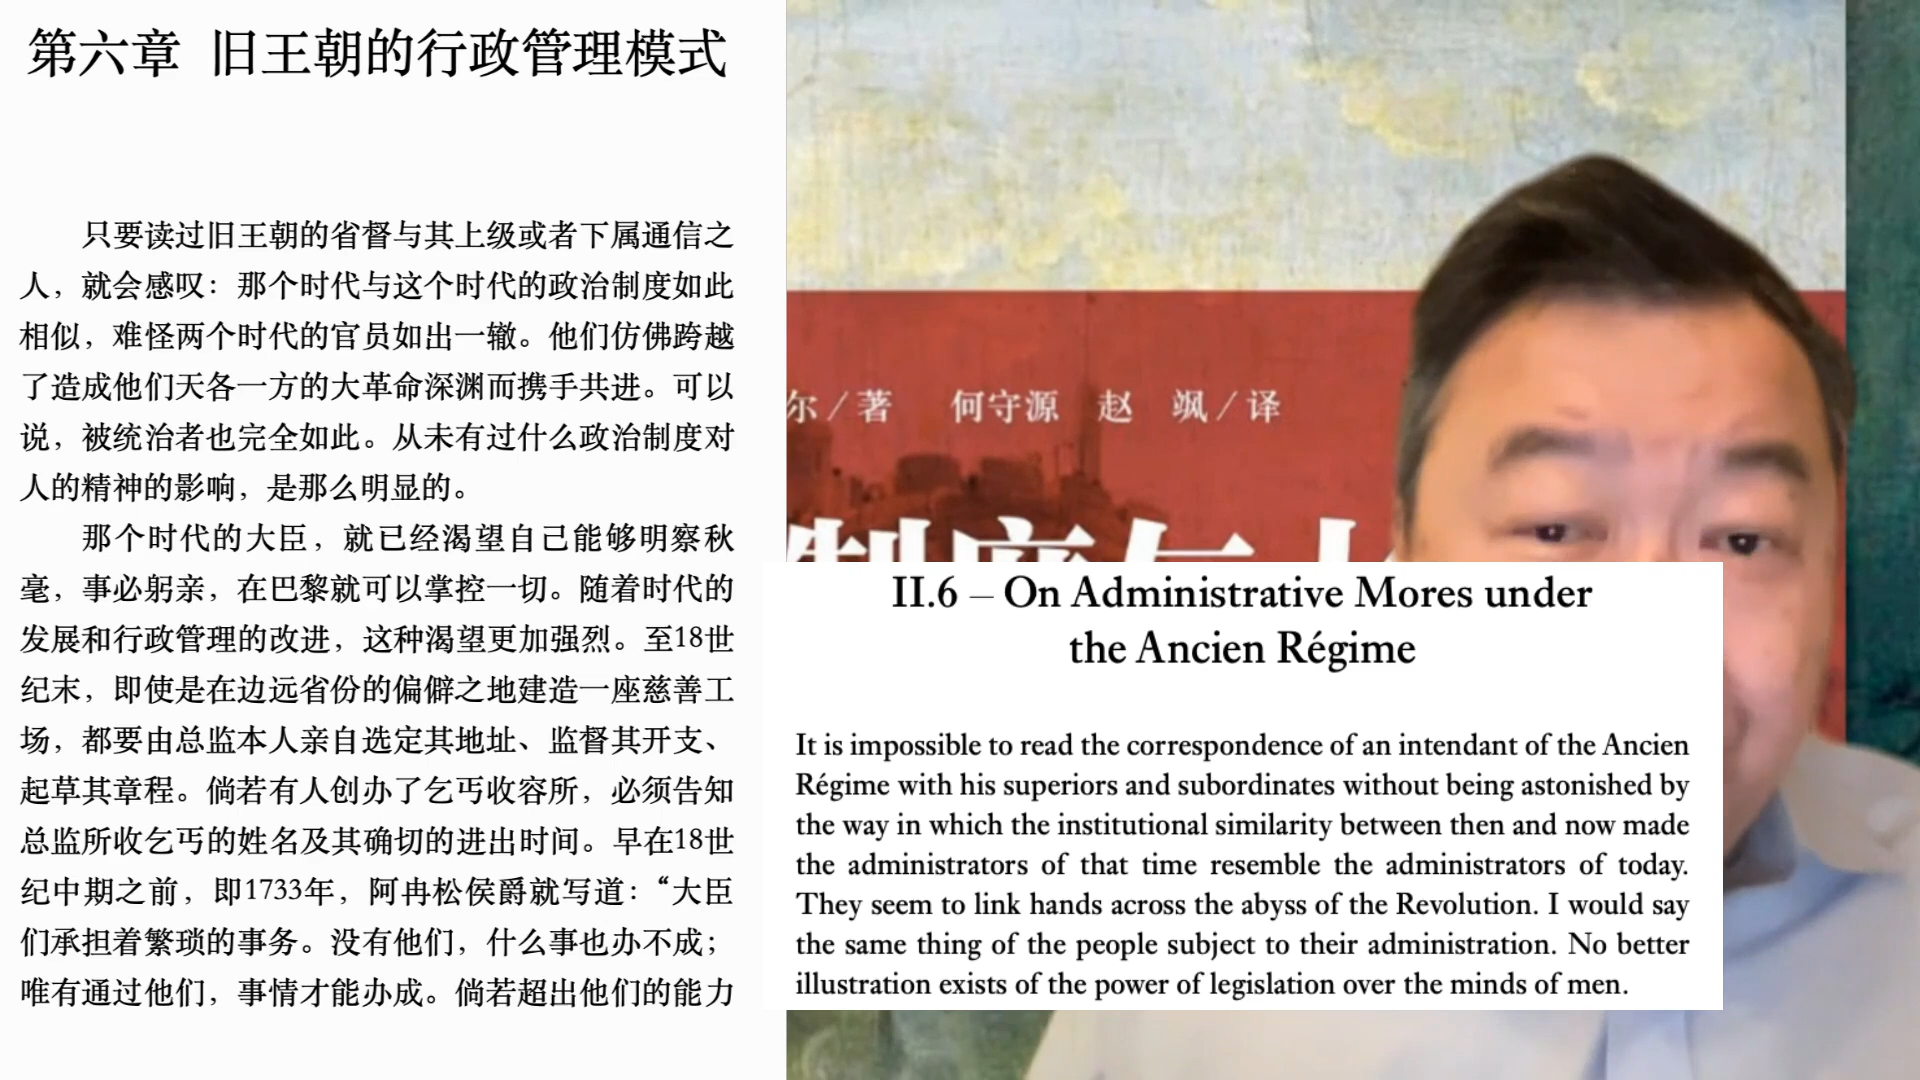 第六章 旧王朝的行政管理模式
只要读过旧王朝的省督与其上级或者下属通信之
人，就会感叹：那个时代与这个时代的政治制度如此
相似，难怪两个时代的官员如出一辙。他们仿佛跨越
了造成他们天各一方的大革命深渊而携手共进。可以
说，被统治者也完全如此。从未有过什么政治制度对
人的精神的影响，是那么明显的。
那个时代的大臣，就已经渴望自己能够明察秋
毫，事必躬亲，在巴黎就可以掌控一切。随着时代的
发展和行政管理的改进，这种渴望更加强烈。至18世
纪末，即使是在边远省份的偏僻之地建造一座慈善工
场，都要由总监本人亲自选定其地址、监督其开支、
起草其章程。倘若有人创办了乞丐收容所，必须告知
总监所收乞丐的姓名及其确切的进出时间。早在18世
纪中期之前，即1733年，阿冉松侯爵就写道：“大臣
们承担着繁琐的事务。没有他们，什么事也办不成；
唯有通过他们，事情才能办成。倘若超出他们的能力
尔／著 何守源 赵 飒／译
制度与大
II.6 – On Administrative Mores under
the Ancien Régime
It is impossible to read the correspondence of an intendant of the Ancien
Régime with his superiors and subordinates without being astonished by
the way in which the institutional similarity between then and now made
the administrators of that time resemble the administrators of today.
They seem to link hands across the abyss of the Revolution. I would say
the same thing of the people subject to their administration. No better
illustration exists of the power of legislation over the minds of men.